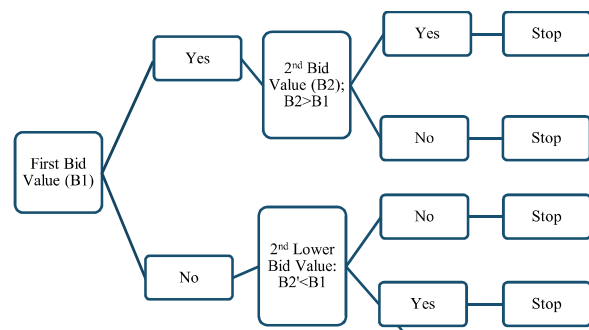 Yes
Stop
Yes
2nd Bid
Value (B2);
B2>B1
No
Stop
First Bid
Value (B1)
No
Stop
2nd Lower
Bid Value:
B2'<B1
No
Yes
Stop